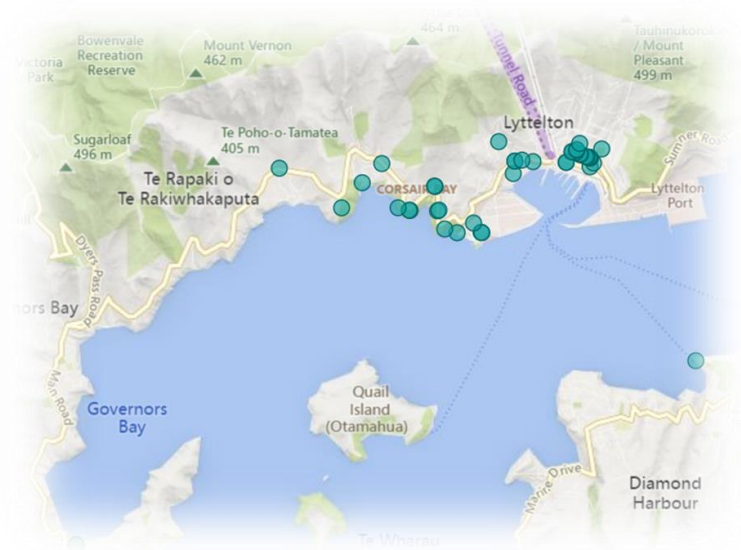 464 m
Bowenvale
Recreation
Reserve
Mount Vernon
462 m
Victoria
Park
/ Mount
Pleasant
499 m
Tunnel Road
Lyttelton
Sugarloaf
496 m
Te Poho-o-Tamatea
405 m
Sumner Road
Te Rapaki o
Te Rakiwhakaputa
CORSAIR BAY
Lyttelton
Port
Dyers Pass Road
ors Bay
Main Road
Governors
Bay
Quail
Island
(Otamahua)
Marine Drive
Diamond
Harbour
Te Wharau